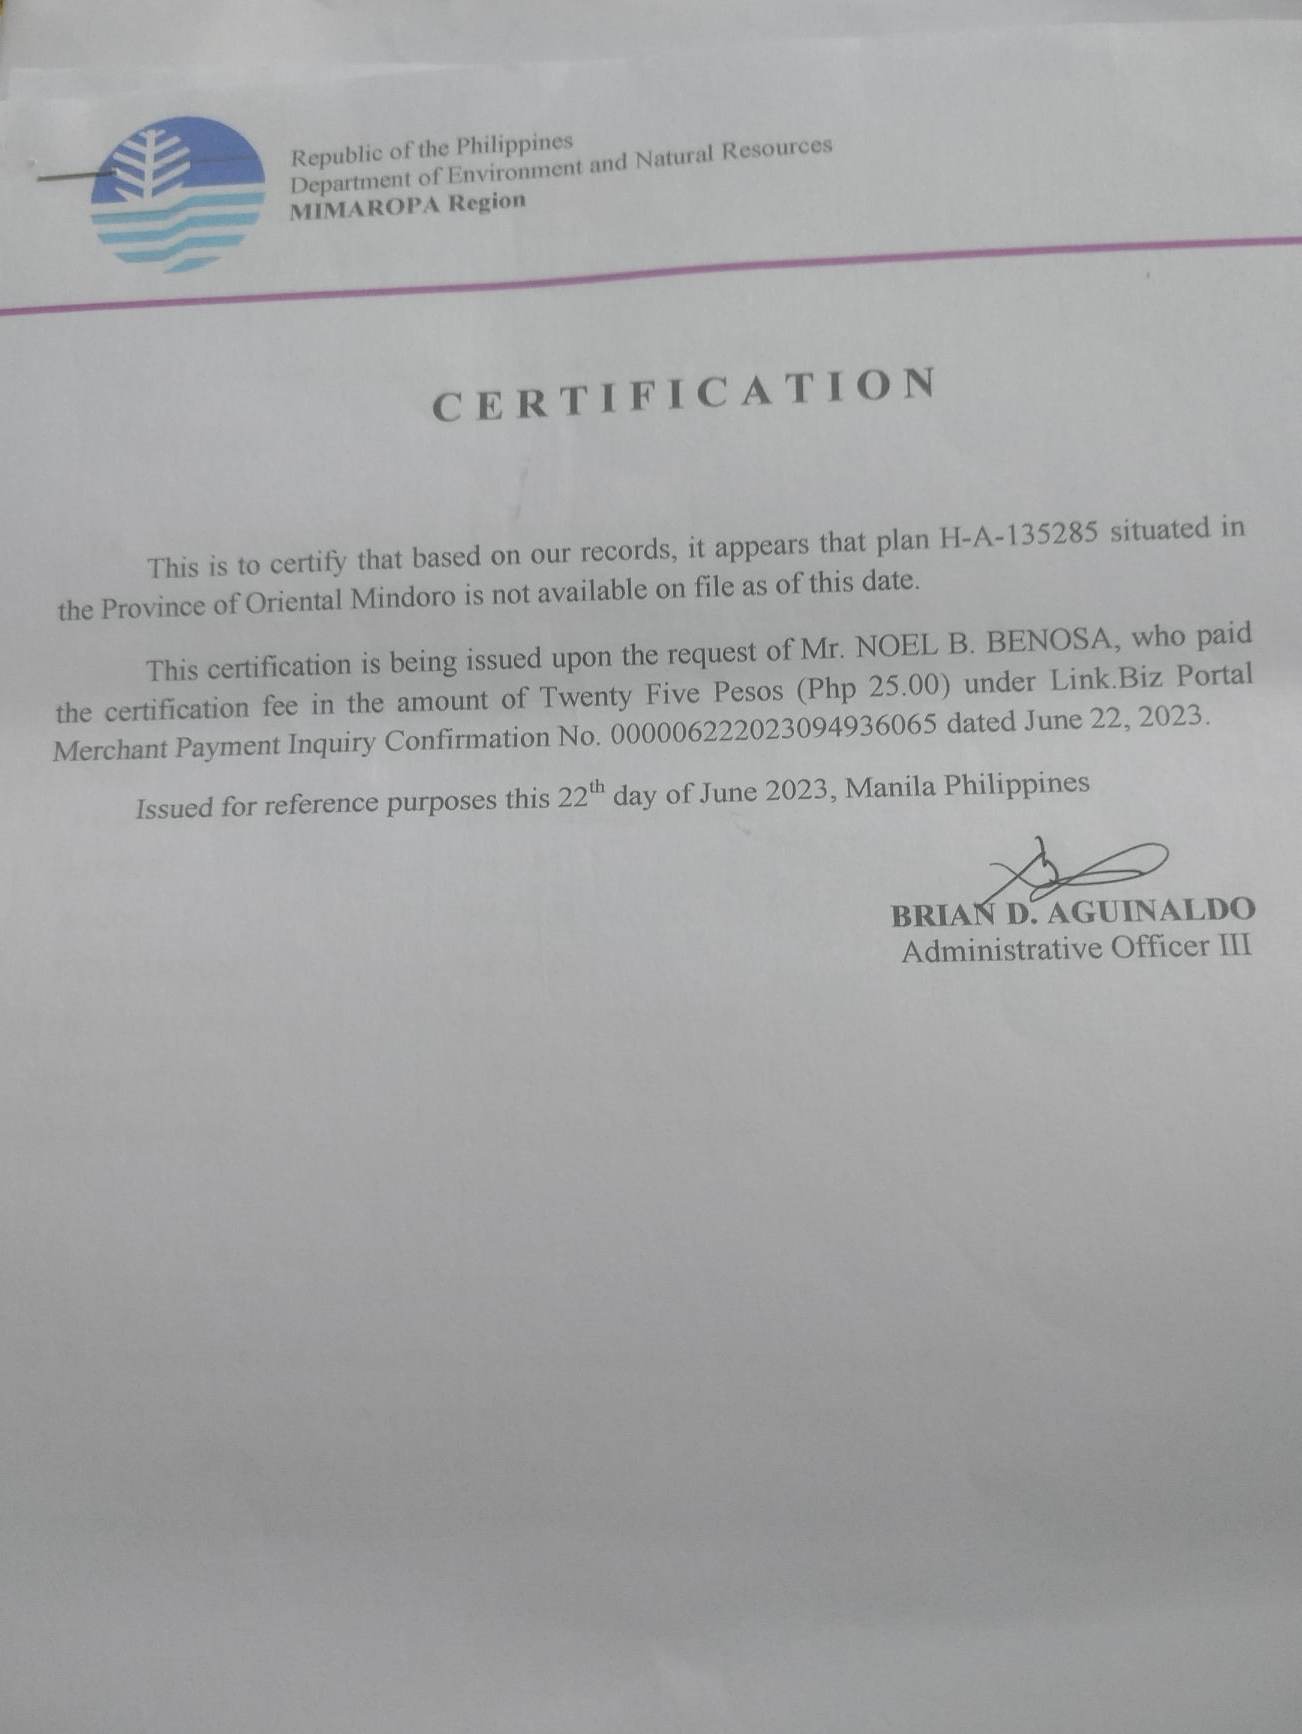 Republic of the Philippines
Department of Environment and Natural Resources
MIMAROPA Region
CERTIFICATION
This is to certify that based on our records, it appears that plan H-A-135285 situated in
the Province of Oriental Mindoro is not available on file as of this date.
This certification is being issued upon the request of Mr. NOEL B. BENOSA, who paid
the certification fee in the amount of Twenty Five Pesos (Php 25.00) under Link.Biz Portal
Merchant Payment Inquiry Confirmation No. 000006222023094936065 dated June 22, 2023.
Issued for reference purposes this 22th day of June 2023, Manila Philippines
BRIAN D. AGUINALDO
Administrative Officer III